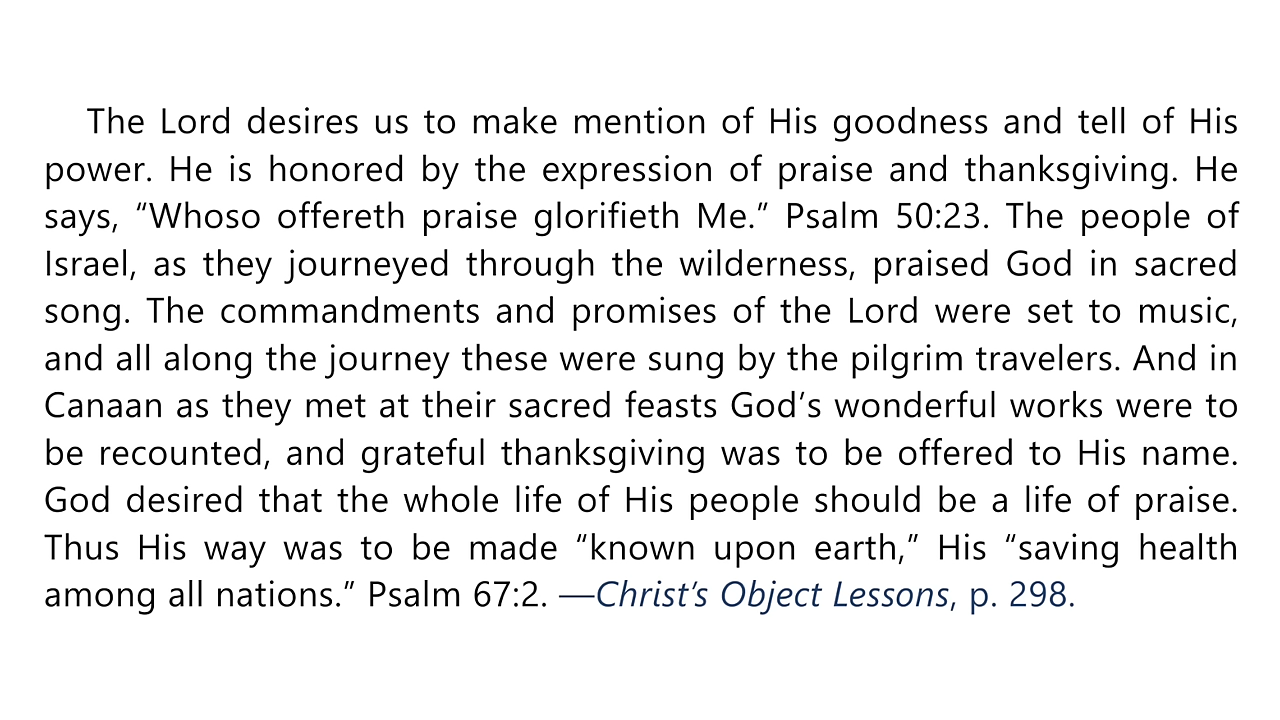 The Lord desires us to make mention of His goodness and tell of His
power. He is honored by the expression of praise and thanksgiving. He
says, “Whoso offereth praise glorifieth Me.” Psalm 50:23. The people of
Israel, as they journeyed through the wilderness, praised God in sacred
song. The commandments and promises of the Lord were set to music,
and all along the journey these were sung by the pilgrim travelers. And in
Canaan as they met at their sacred feasts God’s wonderful works were to
be recounted, and grateful thanksgiving was to be offered to His name.
God desired that the whole life of His people should be a life of praise.
Thus His way was to be made “known upon earth,” His “saving health
among all nations.” Psalm 67:2. —Christ’s Object Lessons, p. 298.